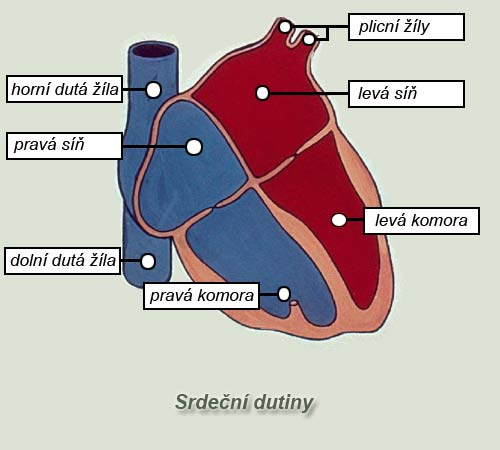 plicní žíly
horní dutá žíla
levá síň
pravá síň
levá komora
dolní dutá žíla
pravá komora
Srdeční dutiny